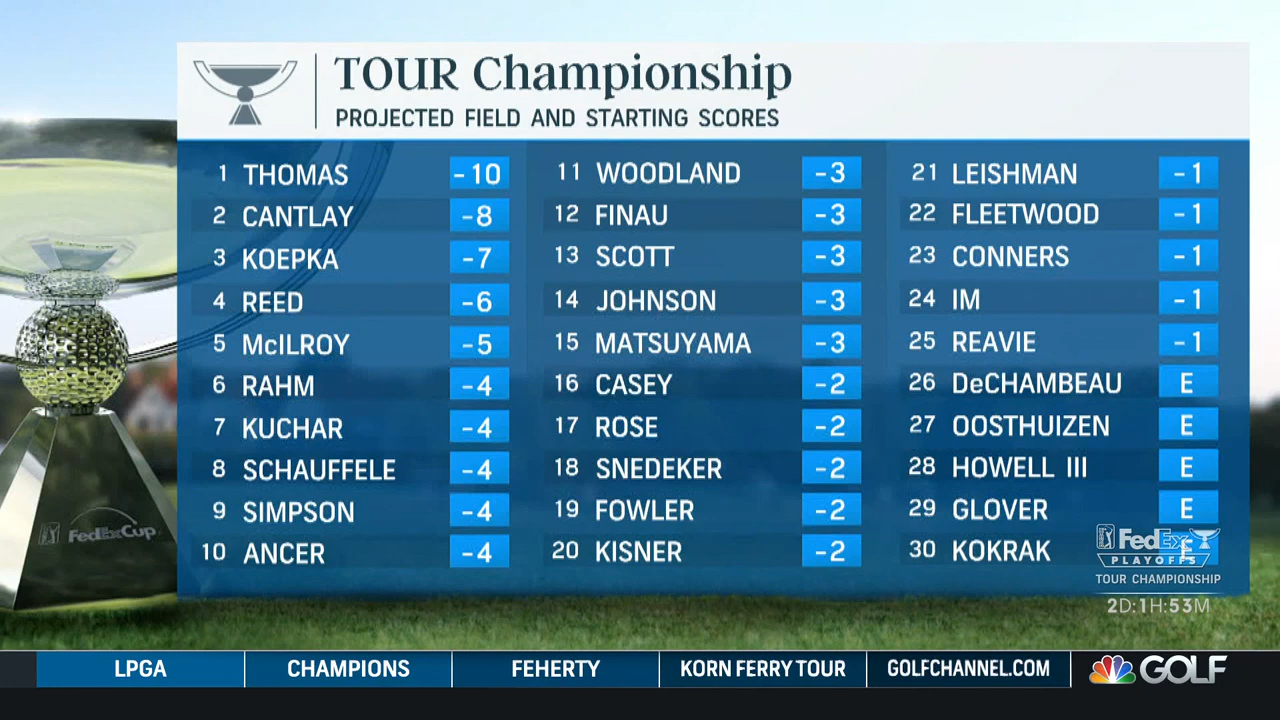 TOUR Championship
PROJECTED FIELD AND STARTING SCORES
1 THOMAS -10
2 CANTLAY -8
3 KOEPKA -7
4 REED -6
5 McILROY -5
6 RAHM -4
7 KUCHAR -4
8 SCHAUFFELE -4
9 SIMPSON -4
10 ANCER -4
11 WOODLAND -3
12 FINAU -3
13 SCOTT -3
14 JOHNSON -3
15 MATSUYAMA -3
16 CASEY -2
17 ROSE -2
18 SNEDEKER -2
19 FOWLER -2
20 KISNER -2
21 LEISHMAN -1
22 FLEETWOOD -1
23 CONNERS -1
24 IM -1
25 REAVIE -1
26 DeCHAMBEAU E
27 OOSTHUIZEN E
28 HOWELL III E
29 GLOVER E
30 KOKRAK E
FedExCup
FedEx
PLAYOFFS
TOUR CHAMPIONSHIP
2D:1H:53M
LPGA CHAMPIONS FEHERTY KORN FERRY TOUR GOLFCHANNEL.COM GOLF